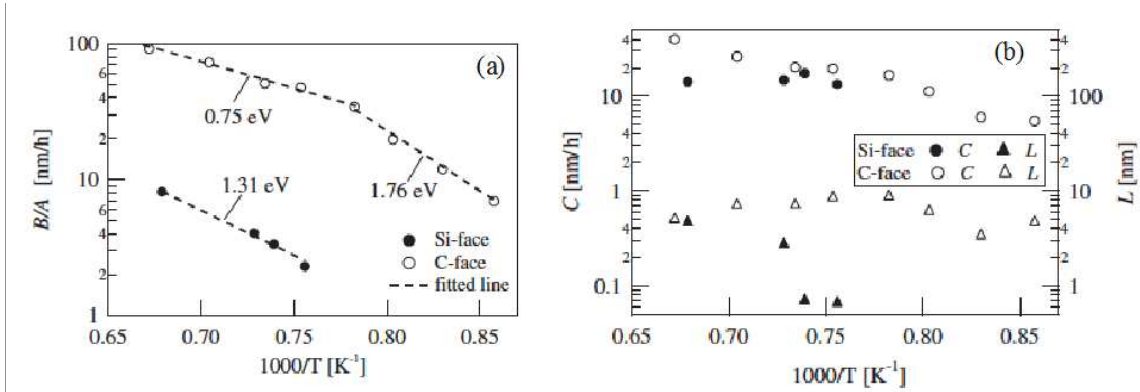 (a)
100
6
4
2
10
6
4
2
1
B/A [nm/h]
0.75 eV
1.76 eV
1.31 eV
● Si-face
○ C-face
--- fitted line
0.65 0.70 0.75 0.80 0.85
1000/T [K⁻¹]
(b)
4
2
10
4
2
1
4
2
0.1
C [nm/h]
Si-face ● C ▲ L
C-face ○ C △ L
4
2
100
4
2
10
4
2
1
L [nm]
0.65 0.70 0.75 0.80 0.85
1000/T [K⁻¹]